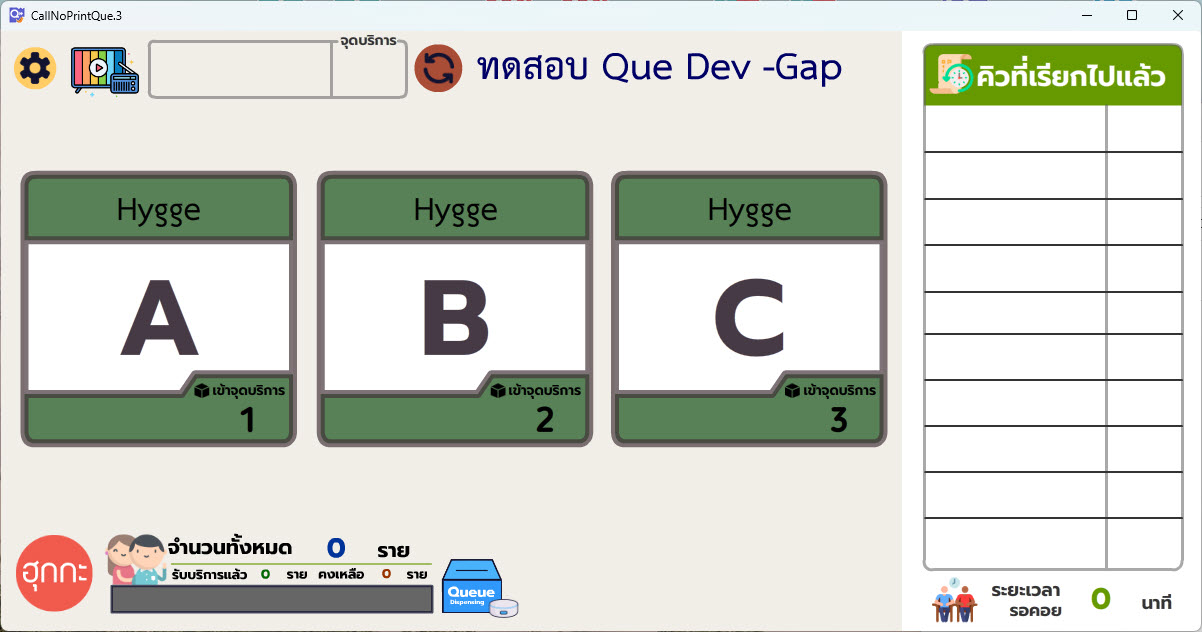 CallNoPrintQue.3
จุดบริการ
ทดสอบ Que Dev -Gap
คิวที่เรียกไปแล้ว
Hygge
A
เข้าจุดบริการ
1
Hygge
B
เข้าจุดบริการ
2
Hygge
C
เข้าจุดบริการ
3
ฮุกกะ
จำนวนทั้งหมด 0 ราย
รับบริการแล้ว 0 ราย คงเหลือ 0 ราย
Queue
Dispensing
ระยะเวลา
รอคอย
0 นาที